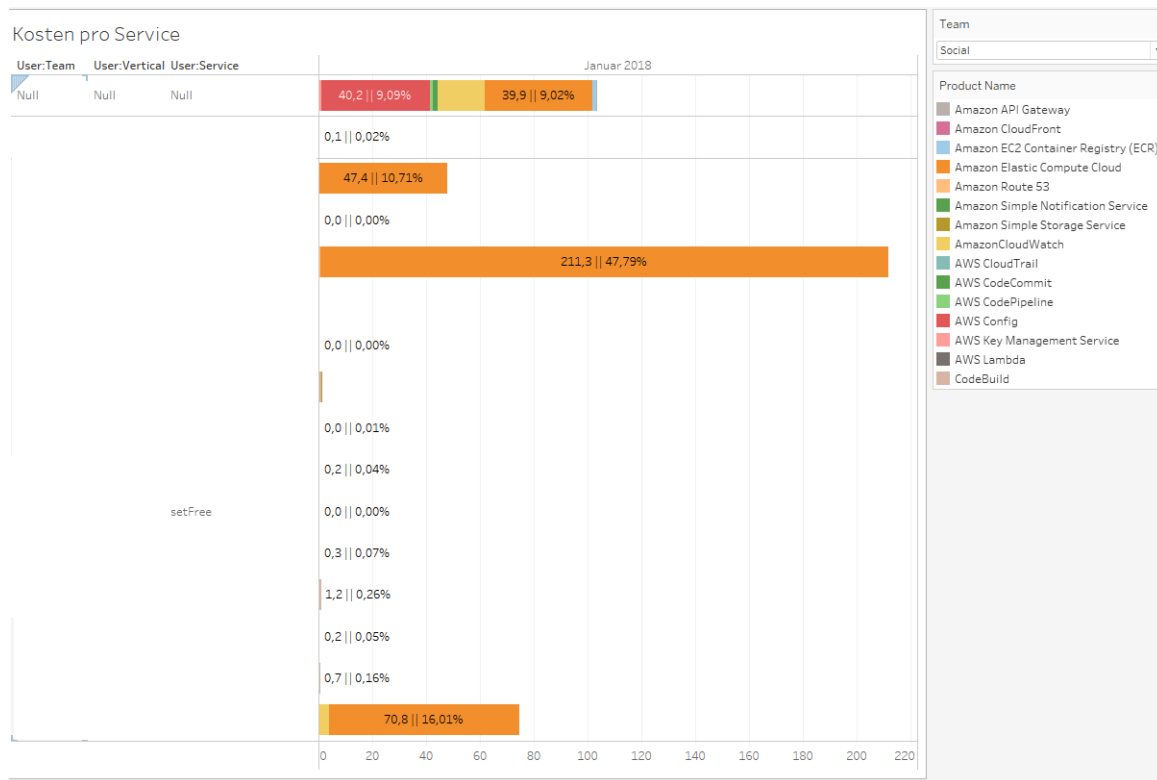 Kosten pro Service
User:Team User:Vertical User:Service
Januar 2018
Null Null Null
40,2 || 9,09% 39,9 || 9,02%
0,1 || 0,02%
47,4 || 10,71%
0,0 || 0,00%
211,3 || 47,79%
0,0 || 0,00%
0,0 || 0,01%
0,2 || 0,04%
setFree 0,0 || 0,00%
0,3 || 0,07%
1,2 || 0,26%
0,2 || 0,05%
0,7 || 0,16%
70,8 || 16,01%
0 20 40 60 80 100 120 140 160 180 200 220
Team
Social
Product Name
Amazon API Gateway
Amazon CloudFront
Amazon EC2 Container Registry (ECR)
Amazon Elastic Compute Cloud
Amazon Route 53
Amazon Simple Notification Service
Amazon Simple Storage Service
AmazonCloudWatch
AWS CloudTrail
AWS CodeCommit
AWS CodePipeline
AWS Config
AWS Key Management Service
AWS Lambda
CodeBuild